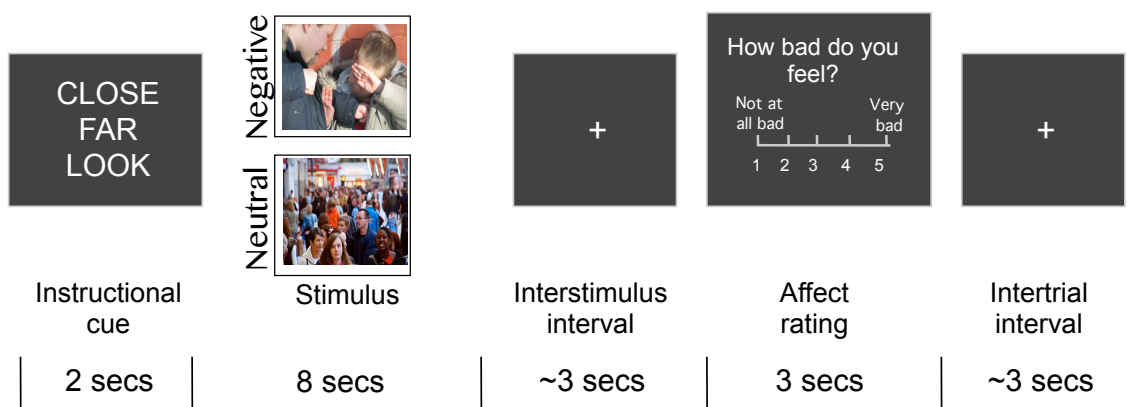 CLOSE
FAR
LOOK
Negative
Neutral
+
How bad do you
feel?
Not at
all bad
Very
bad
1 2 3 4 5
+
Instructional
cue
Stimulus
Interstimulus
interval
Affect
rating
Intertrial
interval
2 secs
8 secs
~3 secs
3 secs
~3 secs